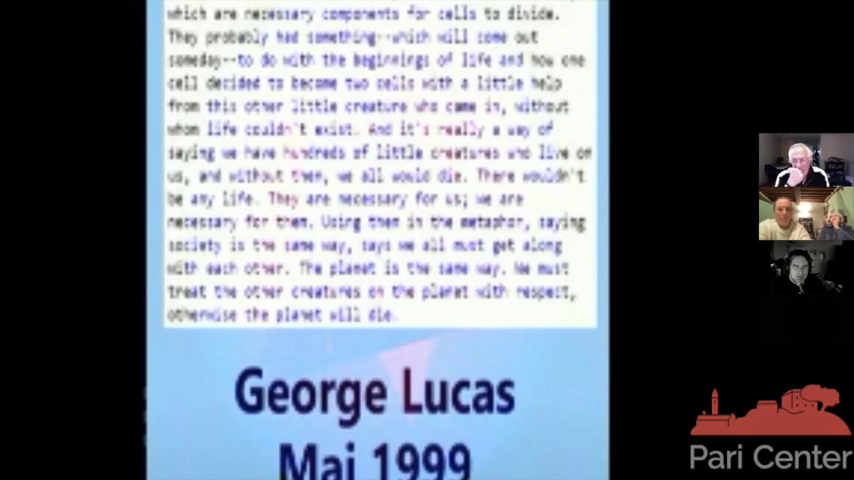 which are necessary components for cells to divide.
They probably had something--which will come out
someday--to do with the beginnings of life and how one
cell decided to become two cells with a little help
from this other little creature who came in, without
whom life couldn't exist. And it's really a way of
saying we have hundreds of little creatures who live on
us, and without them, we all would die. There wouldn't
be any life. They are necessary for us; we are
necessary for them. Using them in the metaphor, saying
society is the same way, says we all must get along
with each other. The planet is the same way. We must
treat the other creatures on the planet with respect,
otherwise the planet will die.
George Lucas
Mai 1999
Pari Center